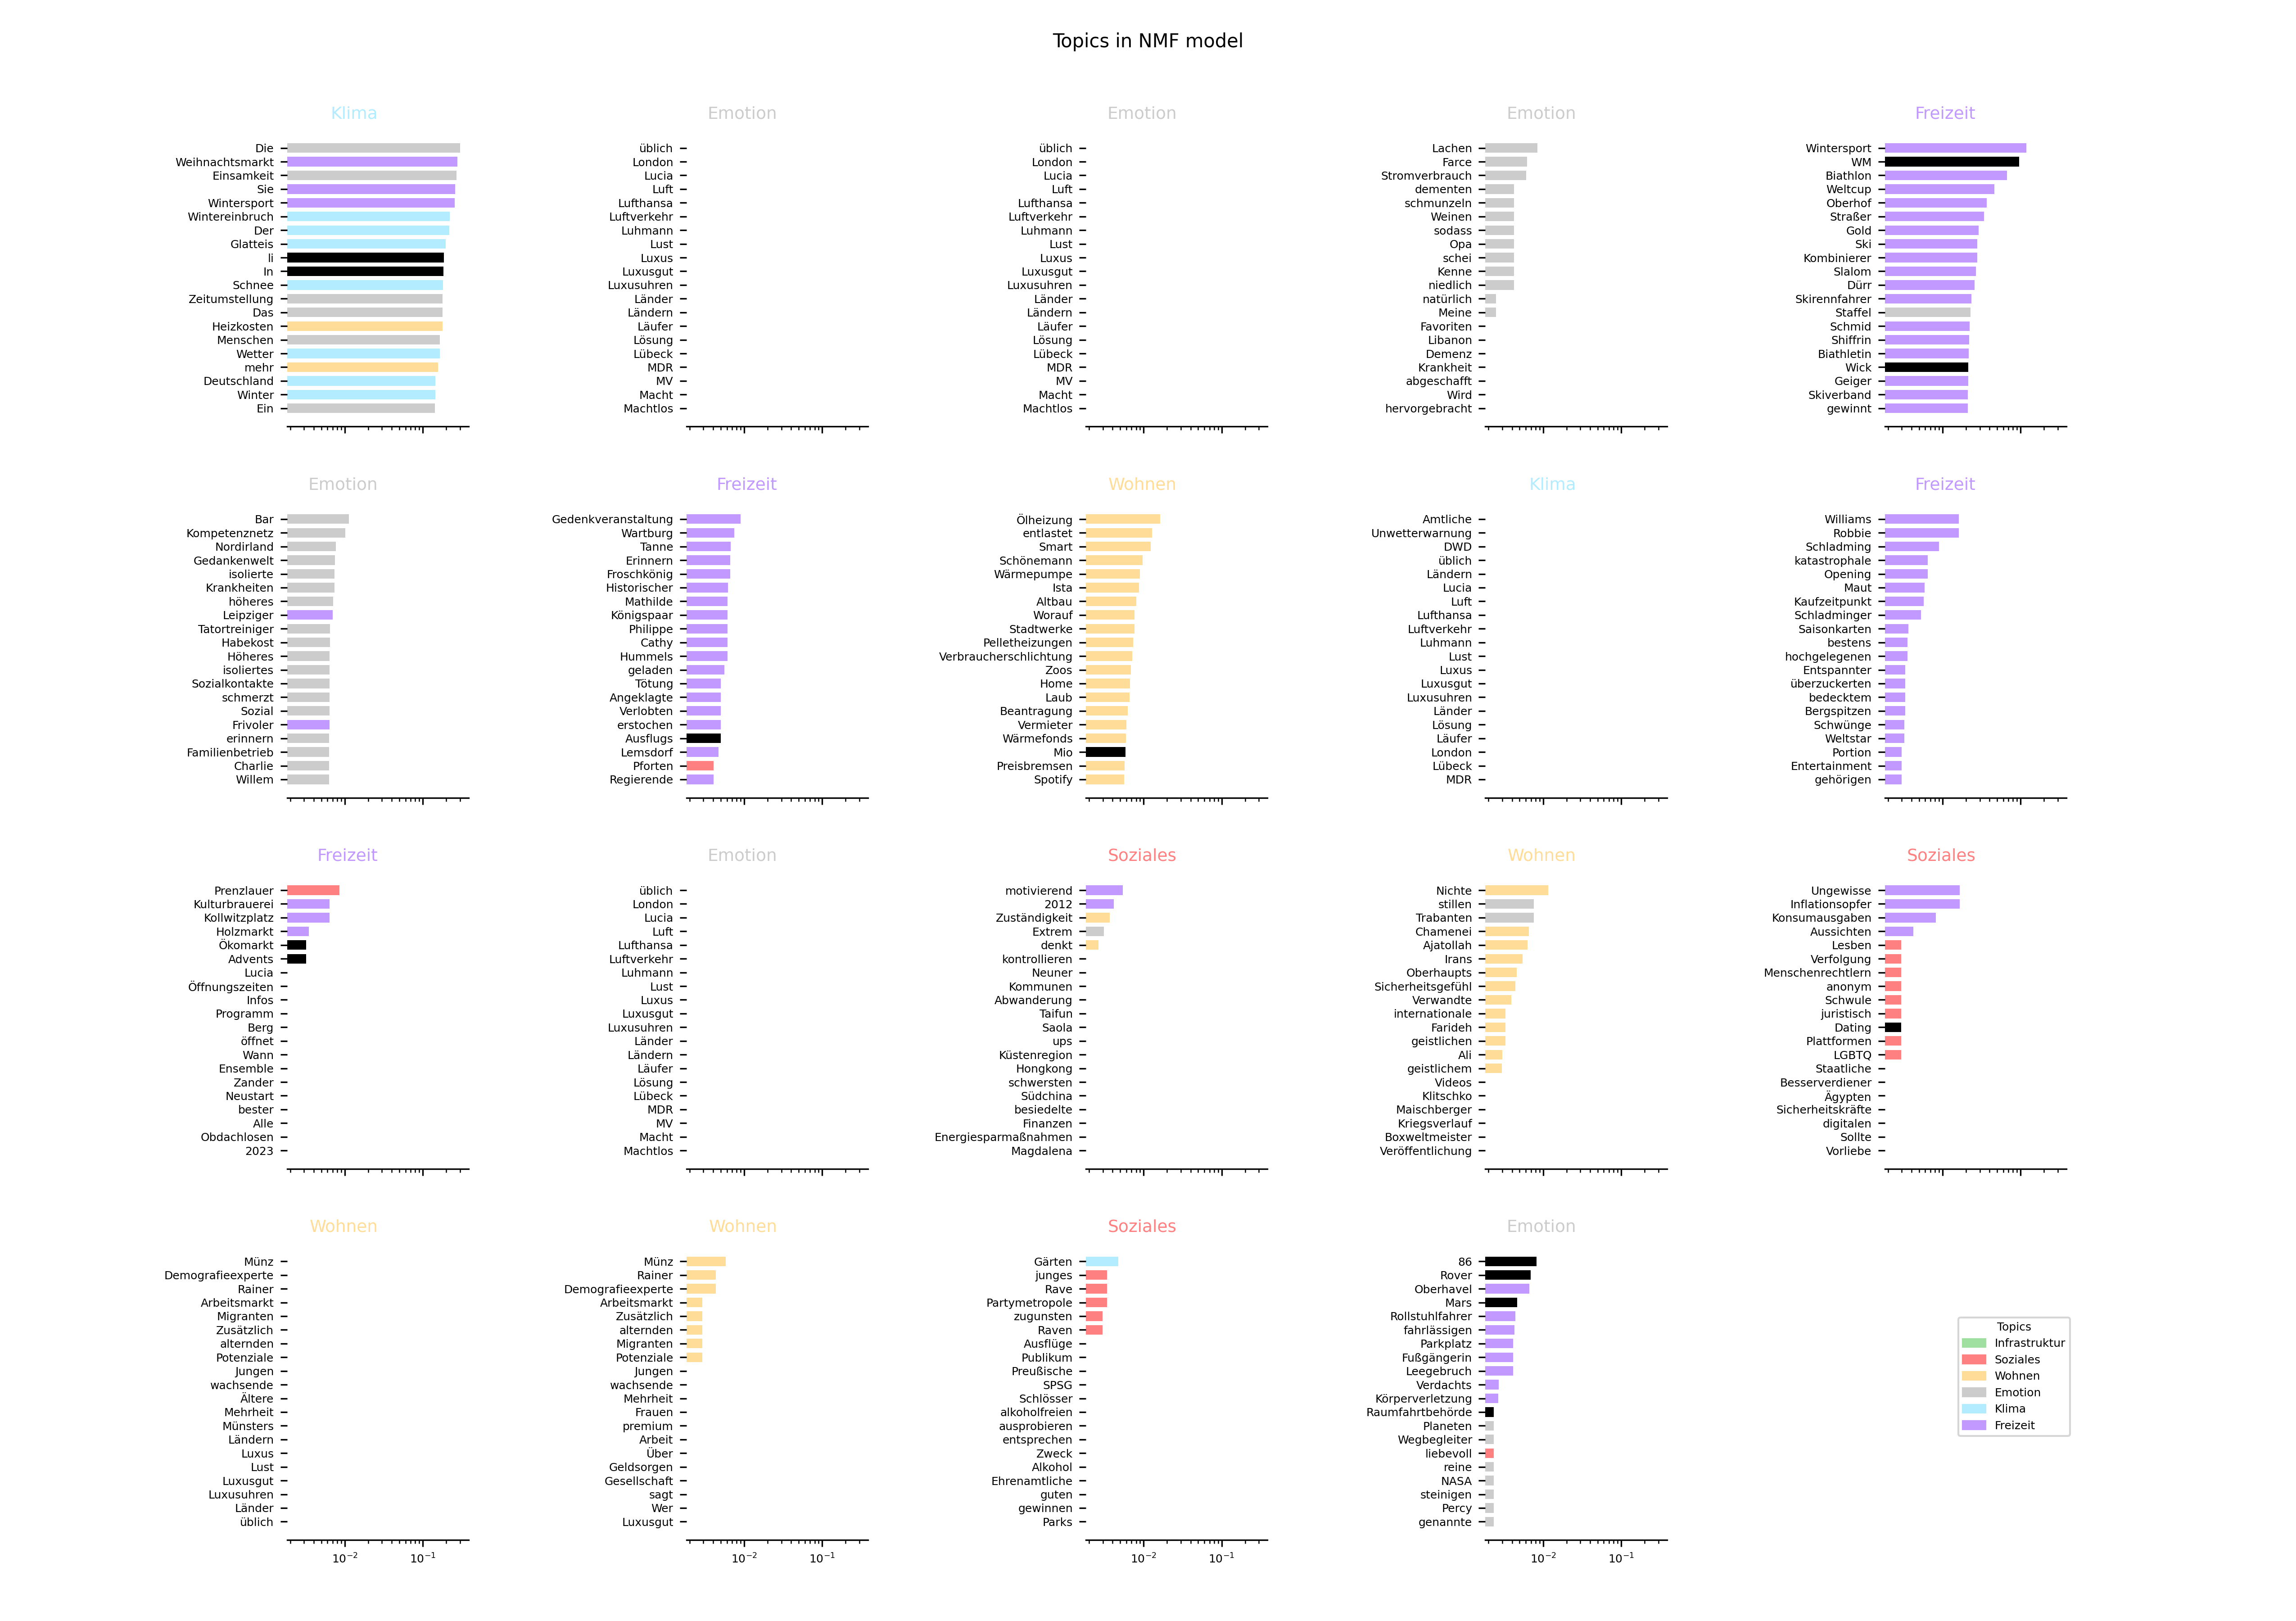 Topics in NMF model
Klima
Die
Weihnachtsmarkt
Einsamkeit
Sie
Wintersport
Wintereinbruch
Der
Glatteis
li
In
Schnee
Zeitumstellung
Das
Heizkosten
Menschen
Wetter
mehr
Deutschland
Winter
Ein
Emotion
üblich
London
Lucia
Luft
Lufthansa
Luftverkehr
Luhmann
Lust
Luxus
Luxusgut
Luxusuhren
Länder
Ländern
Läufer
Lösung
Lübeck
MDR
MV
Macht
Machtlos
Emotion
üblich
London
Lucia
Luft
Lufthansa
Luftverkehr
Luhmann
Lust
Luxus
Luxusgut
Luxusuhren
Länder
Ländern
Läufer
Lösung
Lübeck
MDR
MV
Macht
Machtlos
Emotion
Lachen
Farce
Stromverbrauch
dementen
schmunzeln
Weinen
sodass
Opa
schei
Kenne
niedlich
natürlich
Meine
Favoriten
Libanon
Demenz
Krankheit
abgeschafft
Wird
hervorgebracht
Freizeit
Wintersport
WM
Biathlon
Weltcup
Oberhof
Straßer
Gold
Ski
Kombinierer
Slalom
Dürr
Skirennfahrer
Staffel
Schmid
Shiffrin
Biathletin
Wick
Geiger
Skiverband
gewinnt
Emotion
Bar
Kompetenznetz
Nordirland
Gedankenwelt
isolierte
Krankheiten
höheres
Leipziger
Tatortreiniger
Habekost
Höheres
isoliertes
Sozialkontakte
schmerzt
Sozial
Frivoler
erinnern
Familienbetrieb
Charlie
Willem
Freizeit
Gedenkveranstaltung
Wartburg
Tanne
Erinnern
Froschkönig
Historischer
Mathilde
Königspaar
Philippe
Cathy
Hummels
geladen
Tötung
Angeklagte
Verlobten
erstochen
Ausflugs
Lemsdorf
Pforten
Regierende
Wohnen
Ölheizung
entlastet
Smart
Schönemann
Wärmepumpe
Ista
Altbau
Worauf
Stadtwerke
Pelletheizungen
Verbraucherschlichtung
Zoos
Home
Laub
Beantragung
Vermieter
Wärmefonds
Mio
Preisbremsen
Spotify
Klima
Amtliche
Unwetterwarnung
DWD
üblich
Ländern
Lucia
Luft
Lufthansa
Luftverkehr
Luhmann
Lust
Luxus
Luxusgut
Luxusuhren
Länder
Lösung
Läufer
London
Lübeck
MDR
Freizeit
Williams
Robbie
Schladming
katastrophale
Opening
Maut
Kaufzeitpunkt
Schladminger
Saisonkarten
bestens
hochgelegenen
Entspannter
überzuckerten
bedecktem
Bergspitzen
Schwünge
Weltstar
Portion
Entertainment
gehörigen
Freizeit
Prenzlauer
Kulturbrauerei
Kollwitzplatz
Holzmarkt
Ökomarkt
Advents
Lucia
Öffnungszeiten
Infos
Programm
Berg
öffnet
Wann
Ensemble
Zander
Neustart
bester
Alle
Obdachlosen
2023
Emotion
üblich
London
Lucia
Luft
Lufthansa
Luftverkehr
Luhmann
Lust
Luxus
Luxusgut
Luxusuhren
Länder
Ländern
Läufer
Lösung
Lübeck
MDR
MV
Macht
Machtlos
Soziales
motivierend
2012
Zuständigkeit
Extrem
denkt
kontrollieren
Neuner
Kommunen
Abwanderung
Taifun
Saola
ups
Küstenregion
Hongkong
schwersten
Südchina
besiedelte
Finanzen
Energiesparmaßnahmen
Magdalena
Wohnen
Nichte
stillen
Trabanten
Chamenei
Ajatollah
Irans
Oberhaupts
Sicherheitsgefühl
Verwandte
internationale
Farideh
geistlichen
Ali
geistlichem
Videos
Klitschko
Maischberger
Kriegsverlauf
Boxweltmeister
Veröffentlichung
Soziales
Ungewisse
Inflationsopfer
Konsumausgaben
Aussichten
Lesben
Verfolgung
Menschenrechtlern
anonym
Schwule
juristisch
Dating
Plattformen
LGBTQ
Staatliche
Besserverdiener
Ägypten
Sicherheitskräfte
digitalen
Sollte
Vorliebe
Wohnen
Münz
Demografieexperte
Rainer
Arbeitsmarkt
Migranten
Zusätzlich
alternden
Potenziale
Jungen
wachsende
Ältere
Mehrheit
Münsters
Ländern
Luxus
Lust
Luxusgut
Luxusuhren
Länder
üblich
10⁻² 10⁻¹
Wohnen
Münz
Rainer
Demografieexperte
Arbeitsmarkt
Zusätzlich
alternden
Migranten
Potenziale
Jungen
wachsende
Mehrheit
Frauen
premium
Arbeit
Über
Geldsorgen
Gesellschaft
sagt
Wer
Luxusgut
10⁻² 10⁻¹
Soziales
Gärten
junges
Rave
Partymetropole
zugunsten
Raven
Ausflüge
Publikum
Preußische
SPSG
Schlösser
alkoholfreien
ausprobieren
entsprechen
Zweck
Alkohol
Ehrenamtliche
guten
gewinnen
Parks
10⁻² 10⁻¹
Emotion
86
Rover
Oberhavel
Mars
Rollstuhlfahrer
fahrlässigen
Parkplatz
Fußgängerin
Leegebruch
Verdachts
Körperverletzung
Raumfahrtbehörde
Planeten
Wegbegleiter
liebevoll
reine
NASA
steinigen
Percy
genannte
10⁻² 10⁻¹
Topics
Infrastruktur
Soziales
Wohnen
Emotion
Klima
Freizeit